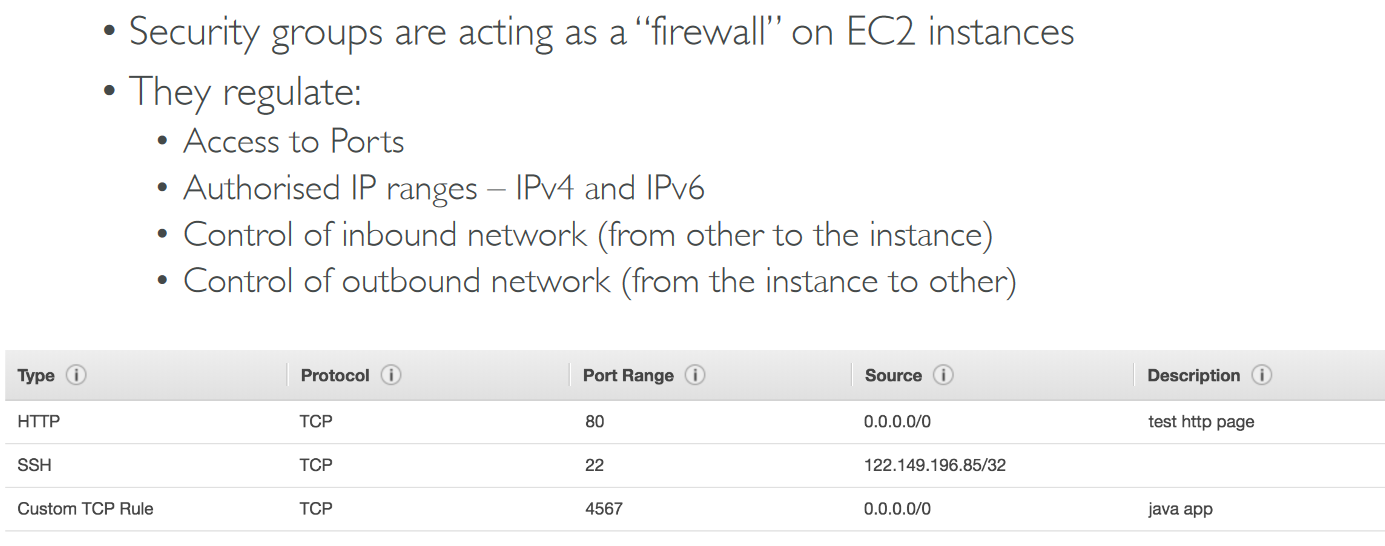 • Security groups are acting as a “firewall” on EC2 instances
• They regulate:
• Access to Ports
• Authorised IP ranges – IPv4 and IPv6
• Control of inbound network (from other to the instance)
• Control of outbound network (from the instance to other)
Type i Protocol i Port Range i Source i Description i
HTTP TCP 80 0.0.0.0/0 test http page
SSH TCP 22 122.149.196.85/32
Custom TCP Rule TCP 4567 0.0.0.0/0 java app